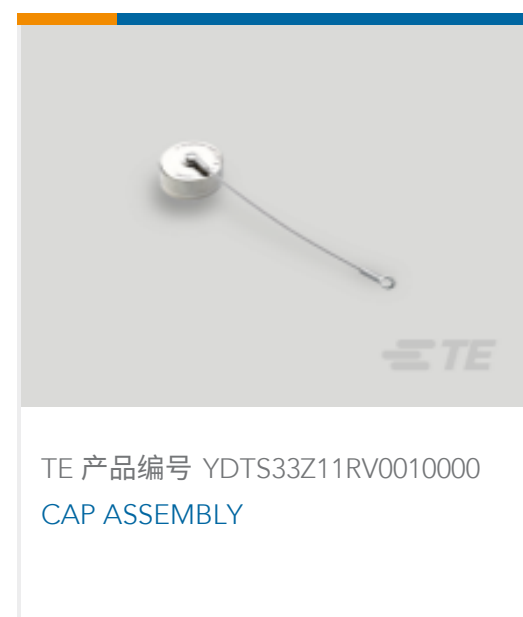 TE
TE 产品编号 YDTS33Z11RV0010000
CAP ASSEMBLY